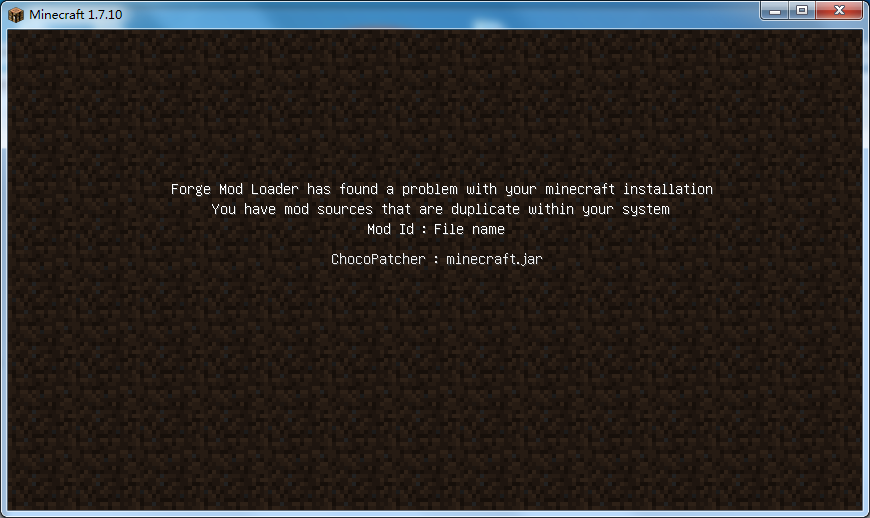 Minecraft 1.7.10
Forge Mod Loader has found a problem with your minecraft installation
You have mod sources that are duplicate within your system
Mod Id : File name
ChocoPatcher : minecraft.jar